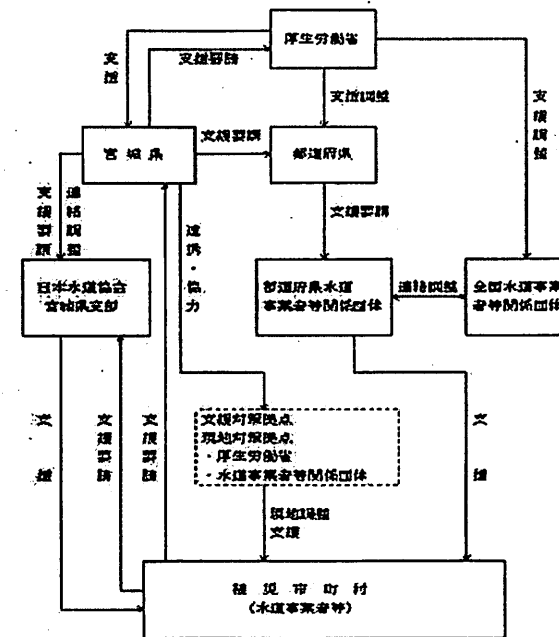 厚生労働省
支援
支援要請
支援調整
支援調整
宮城県
支援要請
都道府県
支援要請
連絡調整
支援要請
連携・協力
日本水道協会
宮城県支部
都道府県水道
事業者等関係団体
連絡調整
全国水道事業
者等関係団体
支援
支援要請
支援要請
支援対策拠点
現地対策拠点
・厚生労働省
・水道事業者等関係団体
支援
現地調整
支援
被災市町村
(水道事業者等)